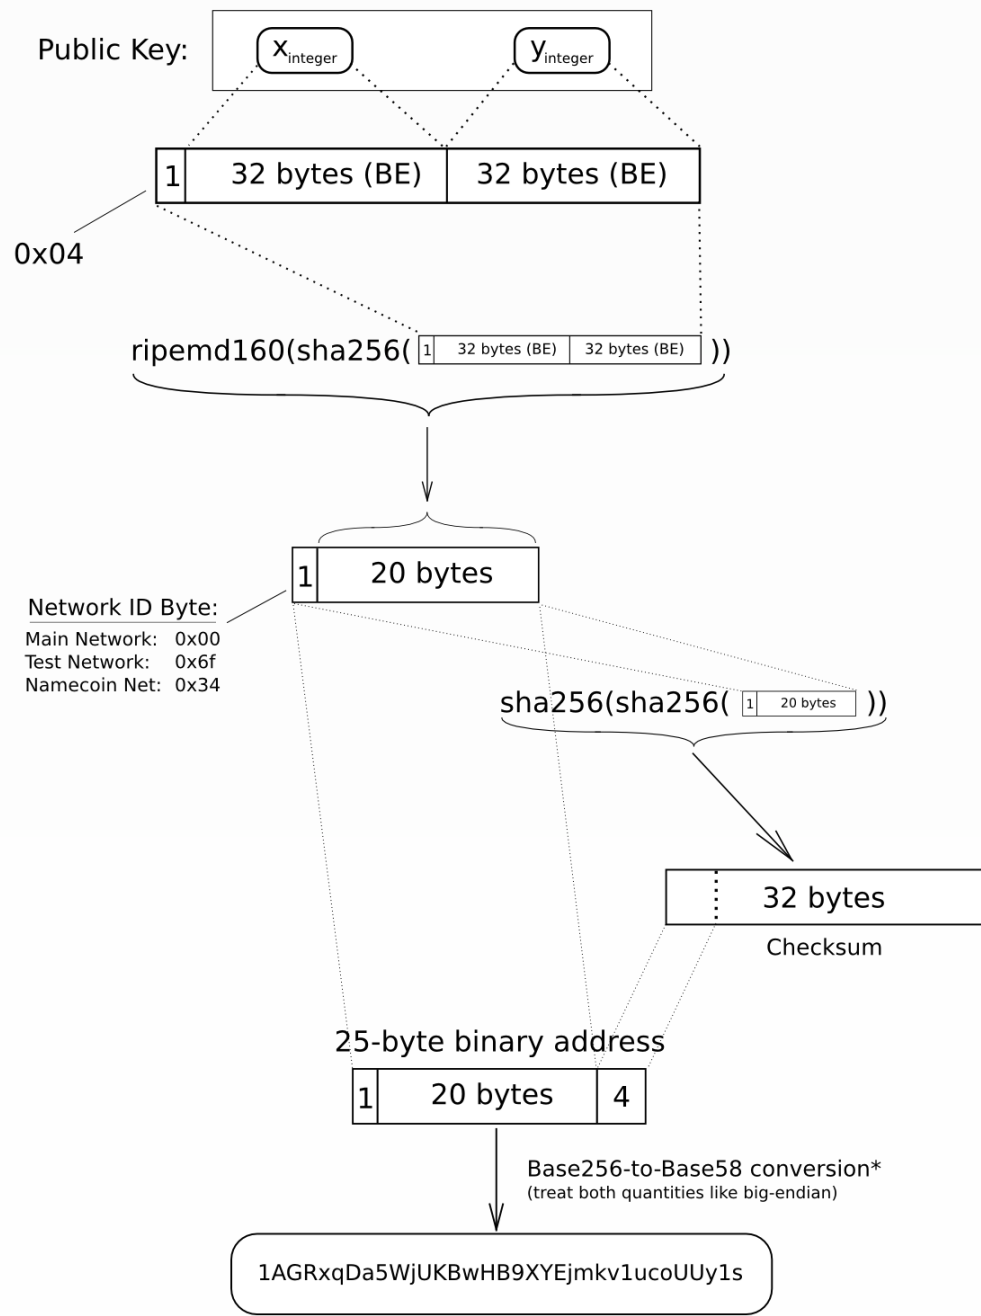 Public Key:
x integer
y integer
1
32 bytes (BE)
32 bytes (BE)
0x04
ripemd160(sha256( 1 32 bytes (BE) 32 bytes (BE) ))
1
20 bytes
Network ID Byte:
Main Network: 0x00
Test Network: 0x6f
Namecoin Net: 0x34
sha256(sha256( 1 20 bytes ))
32 bytes
Checksum
25-byte binary address
1
20 bytes
4
Base256-to-Base58 conversion*
(treat both quantities like big-endian)
1AGRxqDa5WjUKBwHB9XYEjmkv1ucoUUy1s